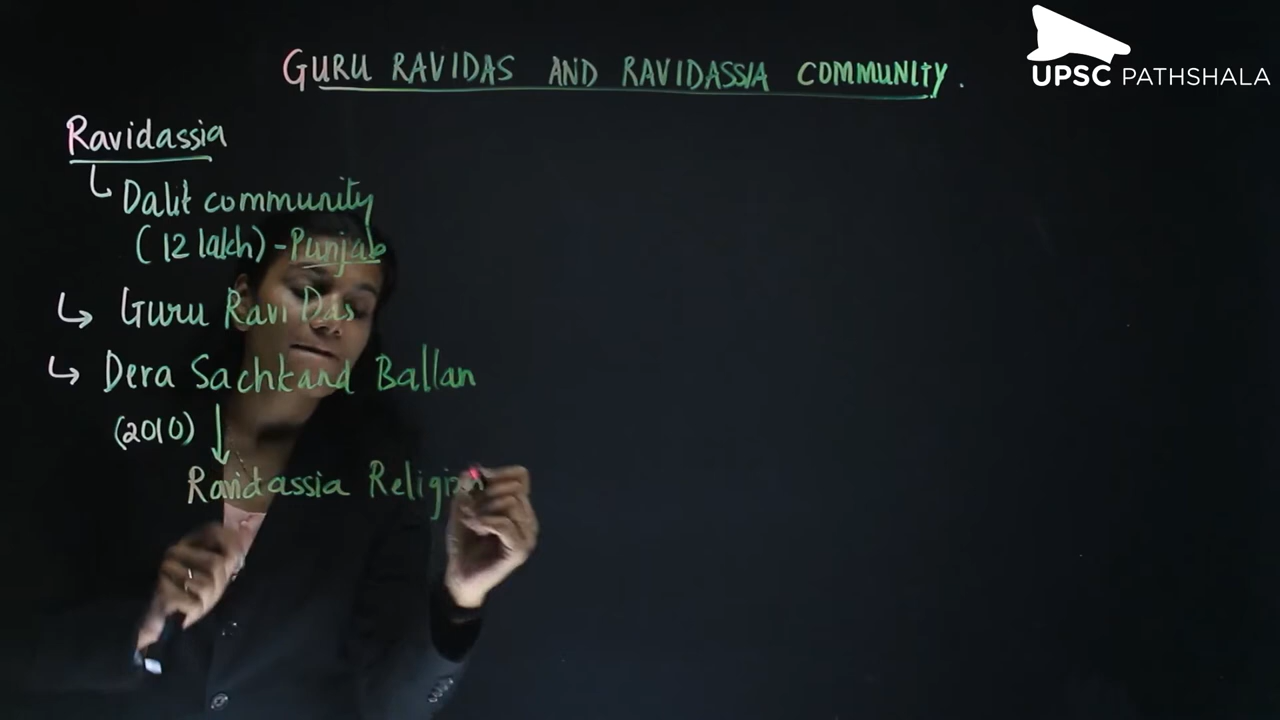 GURU RAVIDAS AND RAVIDASSIA COMMUNITY.
UPSC PATHSHALA
Ravidassia
↳ Dalit community
(12 lakh) - Punjab
↳ Guru Ravi Das
↳ Dera Sachkand Ballan
(2010) ↓
Ravidassia Religion